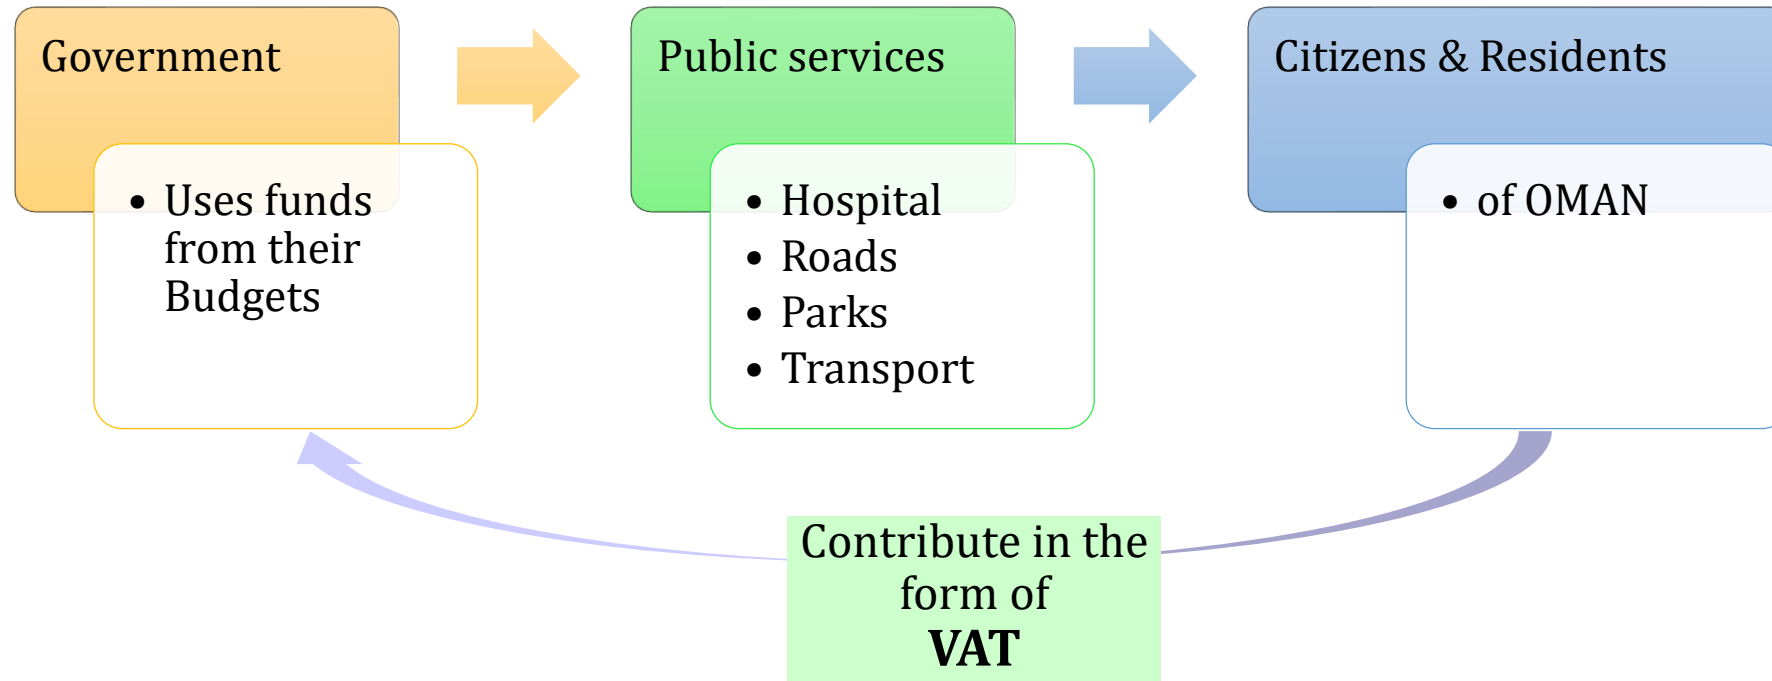 Government
• Uses funds
from their
Budgets
Public services
• Hospital
• Roads
• Parks
• Transport
Citizens & Residents
• of OMAN
Contribute in the
form of
VAT